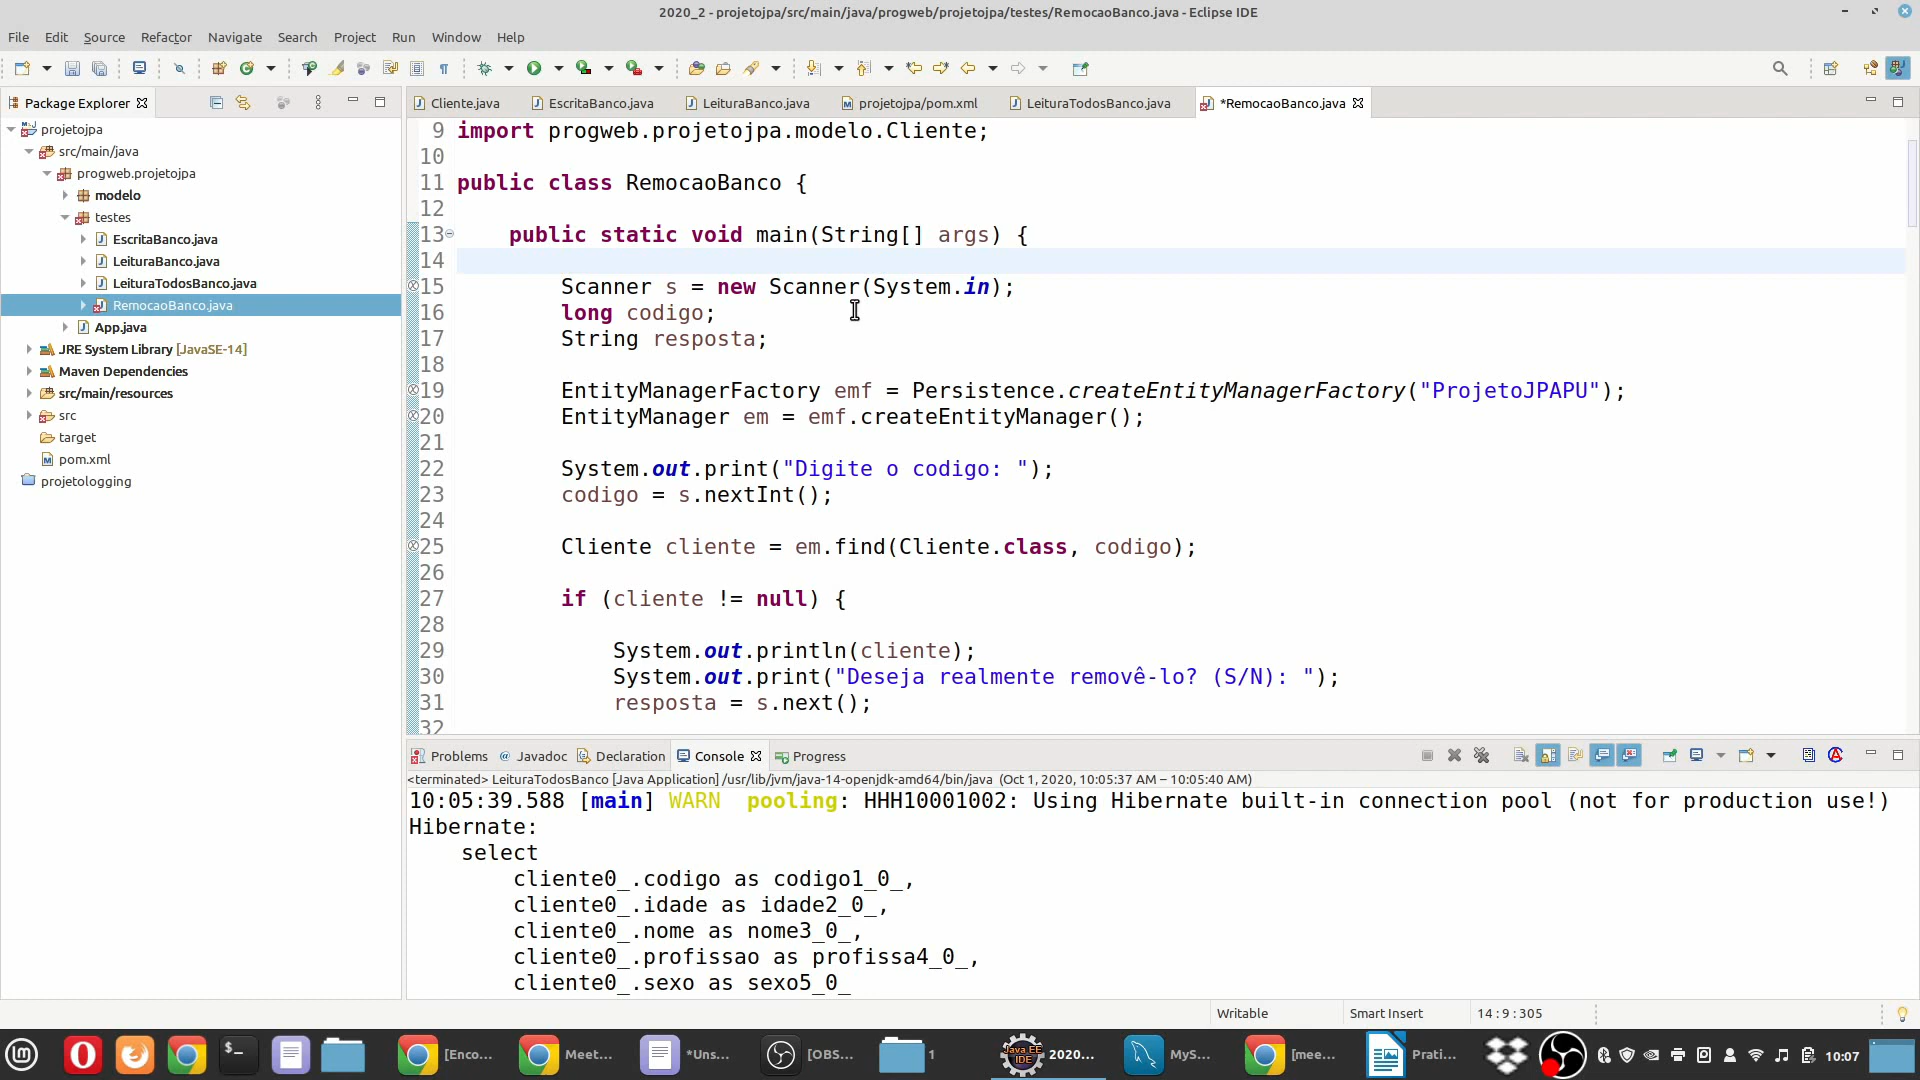 2020_2 - projetojpa/src/main/java/progweb/projetojpa/testes/RemocaoBanco.java - Eclipse IDE
File Edit Source Refactor Navigate Search Project Run Window Help
Package Explorer
projetojpa
src/main/java
progweb.projetojpa
modelo
testes
EscritaBanco.java
LeituraBanco.java
LeituraTodosBanco.java
RemocaoBanco.java
App.java
JRE System Library [JavaSE-14]
Maven Dependencies
src/main/resources
src
target
pom.xml
projetologging
Cliente.java EscritaBanco.java LeituraBanco.java projetojpa/pom.xml LeituraTodosBanco.java *RemocaoBanco.java
9 import progweb.projetojpa.modelo.Cliente;
10
11 public class RemocaoBanco {
12
13 public static void main(String[] args) {
14
15 Scanner s = new Scanner(System.in);
16 long codigo;
17 String resposta;
18
19 EntityManagerFactory emf = Persistence.createEntityManagerFactory("ProjetoJPAPU");
20 EntityManager em = emf.createEntityManager();
21
22 System.out.print("Digite o codigo: ");
23 codigo = s.nextInt();
24
25 Cliente cliente = em.find(Cliente.class, codigo);
26
27 if (cliente != null) {
28
29 System.out.println(cliente);
30 System.out.print("Deseja realmente removê-lo? (S/N): ");
31 resposta = s.next();
32
Problems @ Javadoc Declaration Console Progress
<terminated> LeituraTodosBanco [Java Application] /usr/lib/jvm/java-14-openjdk-amd64/bin/java (Oct 1, 2020, 10:05:37 AM – 10:05:40 AM)
10:05:39.588 [main] WARN pooling: HHH10001002: Using Hibernate built-in connection pool (not for production use!)
Hibernate:
select
cliente0_.codigo as codigo1_0_,
cliente0_.idade as idade2_0_,
cliente0_.nome as nome3_0_,
cliente0_.profissao as profissa4_0_,
cliente0_.sexo as sexo5_0_
Writable Smart Insert 14 : 9 : 305
[Enco... Meet... *Uns... [OBS... 1 2020... MyS... [mee... Prati... 10:07